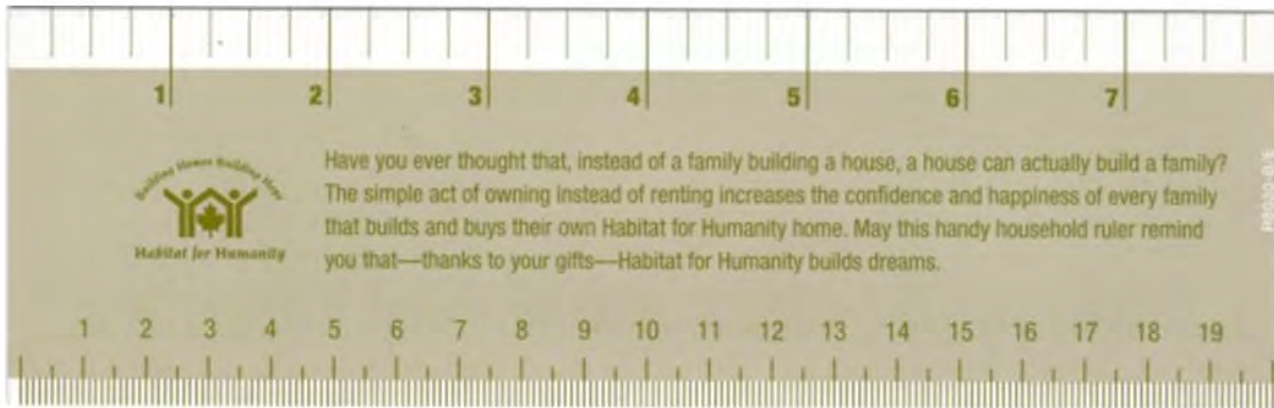 1 2 3 4 5 6 7
Building Homes Building Hope
Habitat for Humanity
Have you ever thought that, instead of a family building a house, a house can actually build a family?
The simple act of owning instead of renting increases the confidence and happiness of every family
that builds and buys their own Habitat for Humanity home. May this handy household ruler remind
you that—thanks to your gifts—Habitat for Humanity builds dreams.
1 2 3 4 5 6 7 8 9 10 11 12 13 14 15 16 17 18 19